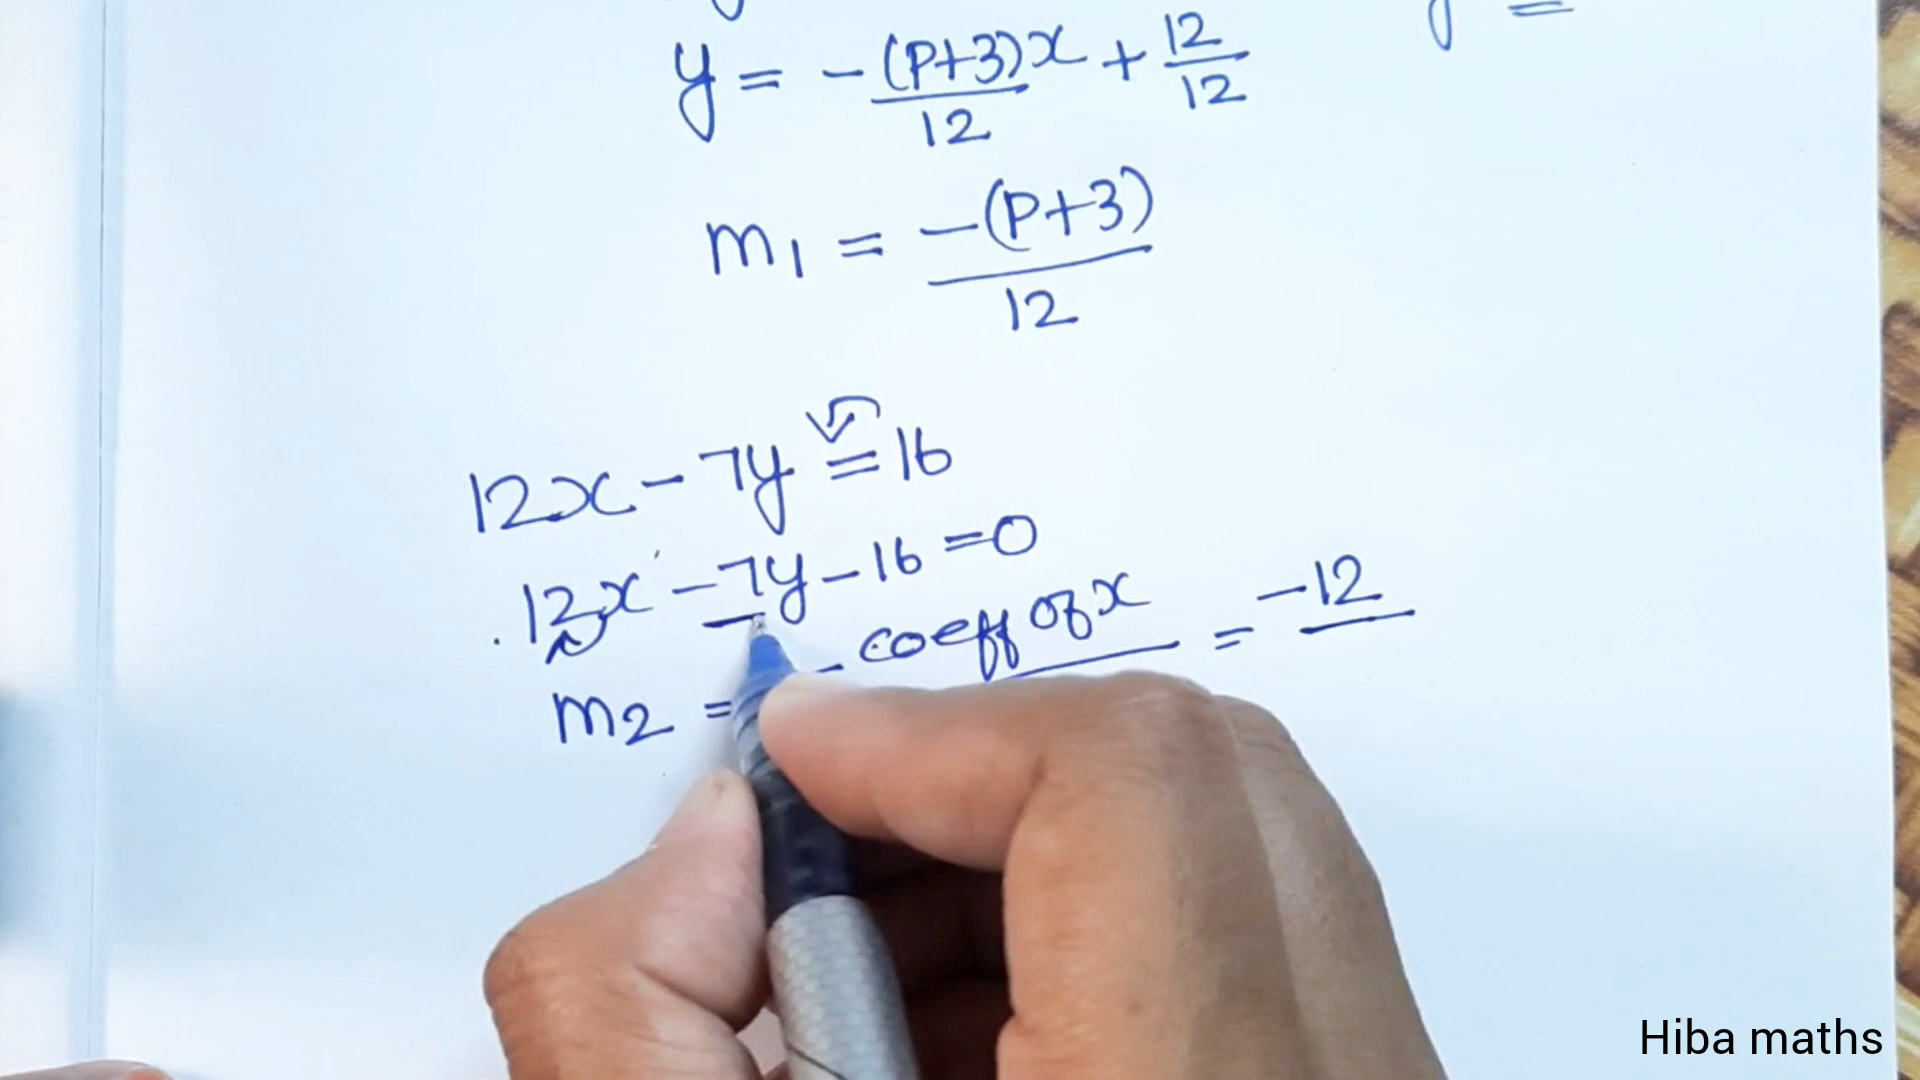 y = -(P+3)x/12 + 12/12
m1 = -(P+3)/12
12x - 7y = 16
12x - 7y - 16 = 0
m2 = - coeff of x = -12
Hiba maths